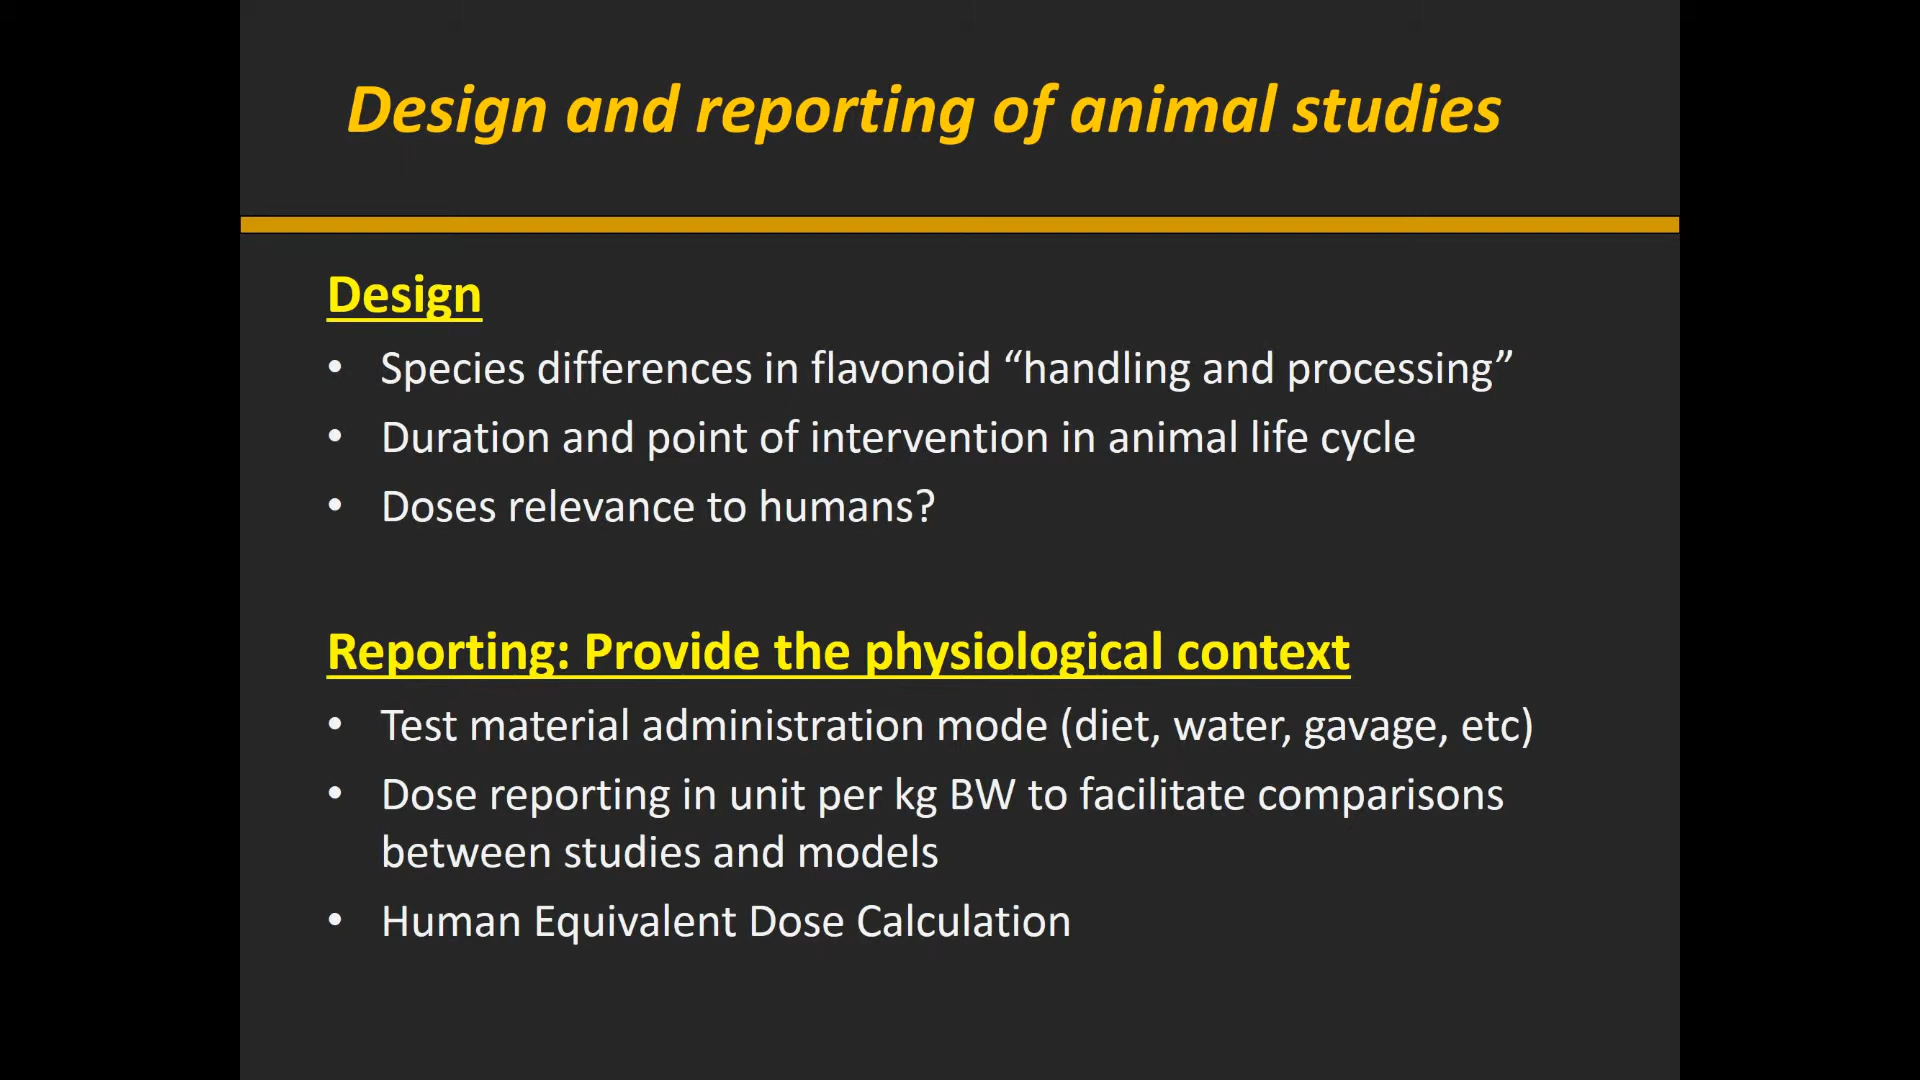 Design and reporting of animal studies
Design
• Species differences in flavonoid “handling and processing”
• Duration and point of intervention in animal life cycle
• Doses relevance to humans?
Reporting: Provide the physiological context
• Test material administration mode (diet, water, gavage, etc)
• Dose reporting in unit per kg BW to facilitate comparisons
between studies and models
• Human Equivalent Dose Calculation